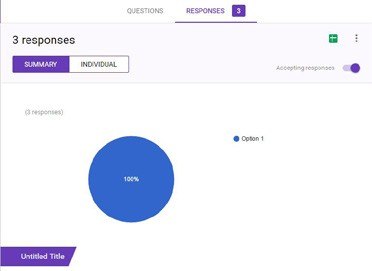 QUESTIONS RESPONSES 3
3 responses
SUMMARY INDIVIDUAL
Accepting responses
(3 responses)
Option 1
100%
Untitled Title